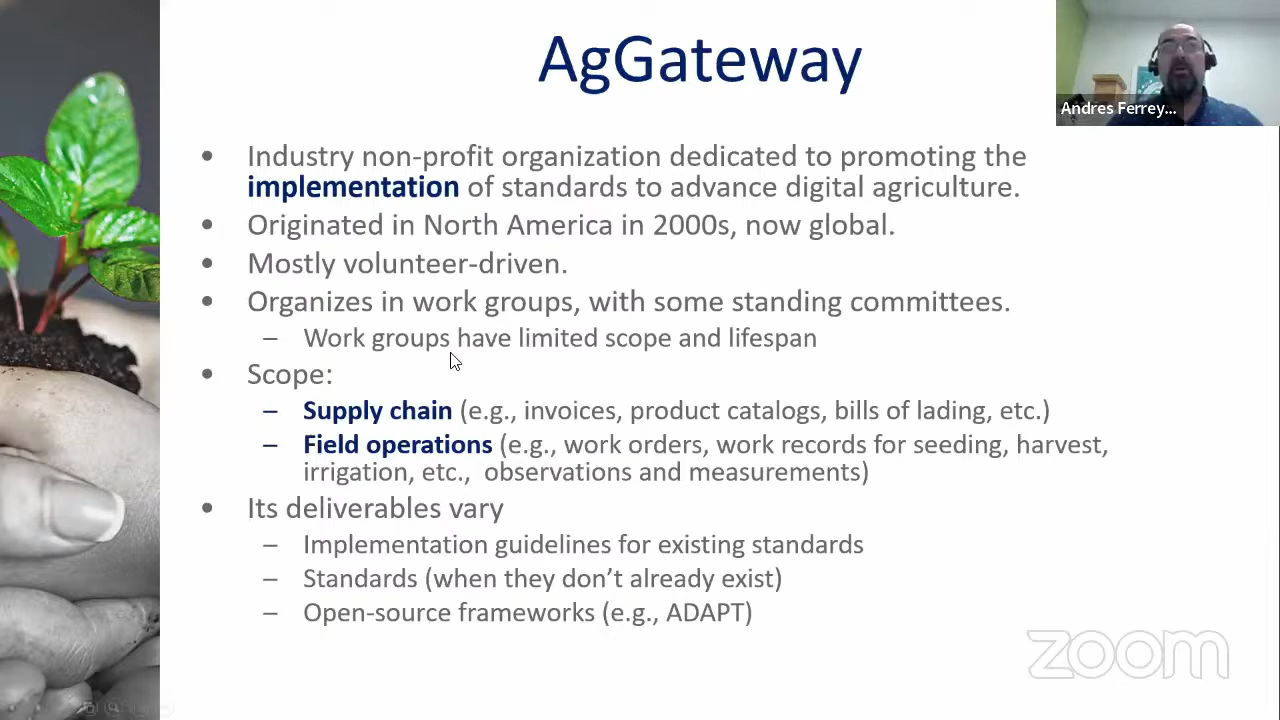 AgGateway
Andres Ferrey...
• Industry non-profit organization dedicated to promoting the
implementation of standards to advance digital agriculture.
• Originated in North America in 2000s, now global.
• Mostly volunteer-driven.
• Organizes in work groups, with some standing committees.
– Work groups have limited scope and lifespan
• Scope:
– Supply chain (e.g., invoices, product catalogs, bills of lading, etc.)
– Field operations (e.g., work orders, work records for seeding, harvest,
irrigation, etc., observations and measurements)
• Its deliverables vary
– Implementation guidelines for existing standards
– Standards (when they don’t already exist)
– Open-source frameworks (e.g., ADAPT)
zoom